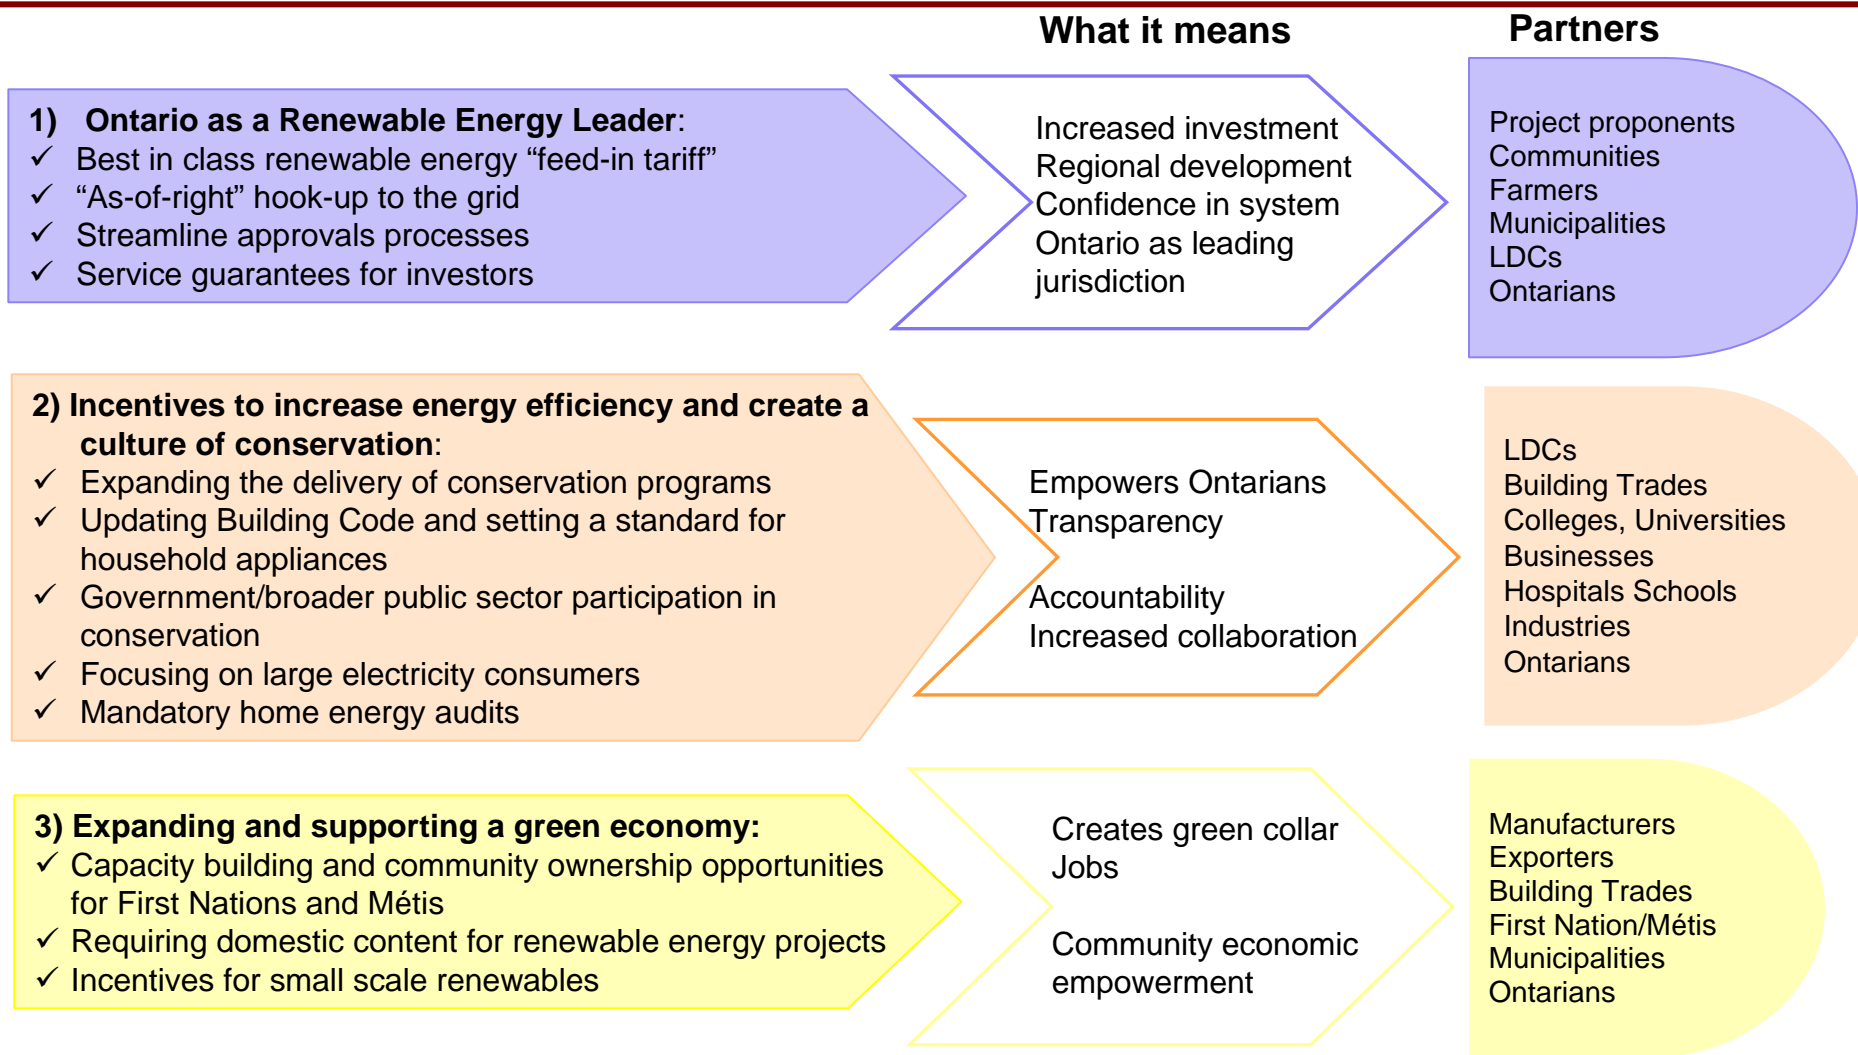 What it means
Partners
1) Ontario as a Renewable Energy Leader:
✓ Best in class renewable energy “feed-in tariff”
✓ “As-of-right” hook-up to the grid
✓ Streamline approvals processes
✓ Service guarantees for investors
Increased investment
Regional development
Confidence in system
Ontario as leading
jurisdiction
Project proponents
Communities
Farmers
Municipalities
LDCs
Ontarians
2) Incentives to increase energy efficiency and create a
culture of conservation:
✓ Expanding the delivery of conservation programs
✓ Updating Building Code and setting a standard for
household appliances
✓ Government/broader public sector participation in
conservation
✓ Focusing on large electricity consumers
✓ Mandatory home energy audits
Empowers Ontarians
Transparency
Accountability
Increased collaboration
LDCs
Building Trades
Colleges, Universities
Businesses
Hospitals Schools
Industries
Ontarians
3) Expanding and supporting a green economy:
✓ Capacity building and community ownership opportunities
for First Nations and Métis
✓ Requiring domestic content for renewable energy projects
✓ Incentives for small scale renewables
Creates green collar
Jobs
Community economic
empowerment
Manufacturers
Exporters
Building Trades
First Nation/Métis
Municipalities
Ontarians